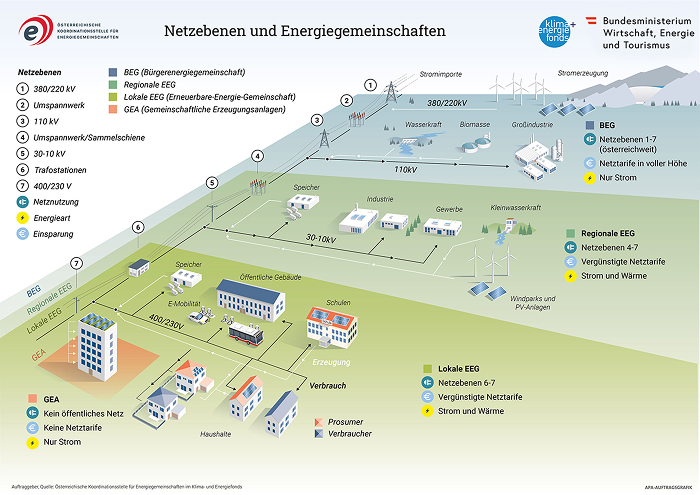 ÖSTERREICHISCHE
KOORDINATIONSSTELLE FÜR
ENERGIEGEMEINSCHAFTEN
Netzebenen und Energiegemeinschaften
klima+
energie
fonds
Bundesministerium
Wirtschaft, Energie
und Tourismus
Netzebenen
1 380/220 kV
2 Umspannwerk
3 110 kV
4 Umspannwerk/Sammelschiene
5 30-10 kV
6 Trafostationen
7 400/230 V
Netznutzung
Energieart
Einsparung
BEG (Bürgerenergiegemeinschaft)
Regionale EEG
Lokale EEG (Erneuerbare-Energie-Gemeinschaft)
GEA (Gemeinschaftliche Erzeugungsanlagen)
Stromimporte
Stromerzeugung
1
380/220kV
2
Wasserkraft
Biomasse
Großindustrie
3
110kV
BEG
Netzebenen 1-7
(österreichweit)
Netztarife in voller Höhe
Nur Strom
4
Speicher
Industrie
Gewerbe
Kleinwasserkraft
5
30-10kV
Windparks und
PV-Anlagen
Regionale EEG
Netzebenen 4-7
Vergünstigte Netztarife
Strom und Wärme
6
Speicher
Öffentliche Gebäude
7
E-Mobilität
Schulen
400/230V
BEG
Regionale EEG
Lokale EEG
GEA
Erzeugung
Verbrauch
Haushalte
Prosumer
Verbraucher
GEA
Kein öffentliches Netz
Keine Netztarife
Nur Strom
Lokale EEG
Netzebenen 6-7
Vergünstigte Netztarife
Strom und Wärme
Auftraggeber, Quelle: Österreichische Koordinationsstelle für Energiegemeinschaften im Klima- und Energiefonds
APA-AUFTRAGSGRAFIK